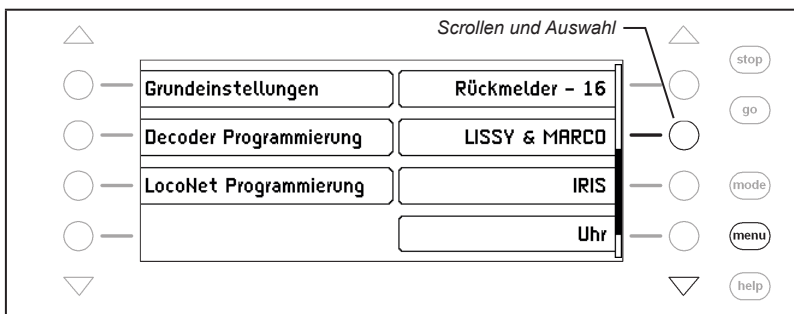 Scrollen und Auswahl
stop
Grundeinstellungen
Rückmelder - 16
go
Decoder Programmierung
LISSY & MARCO
LocoNet Programmierung
IRIS
mode
Uhr
menu
help